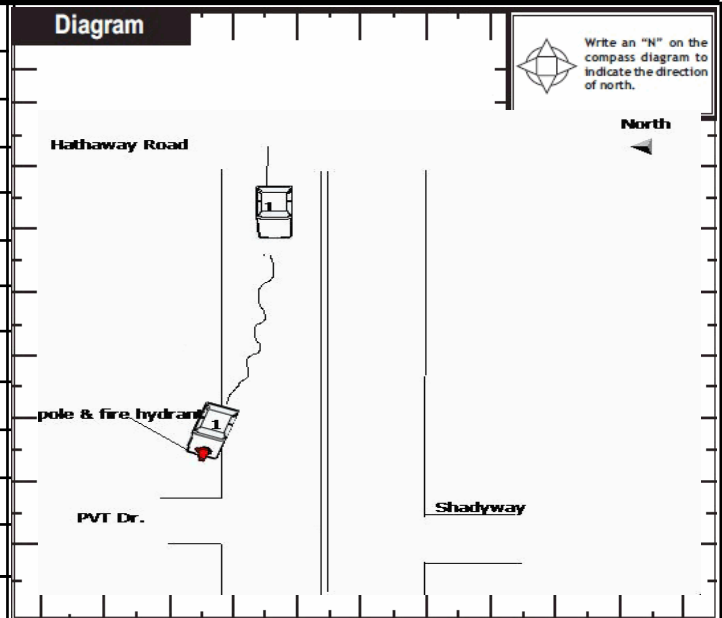 Diagram
Write an “N” on the
compass diagram to
indicate the direction
of north.
North
Hathaway Road
1
pole & fire hydrant
1
PVT Dr.
Shadyway